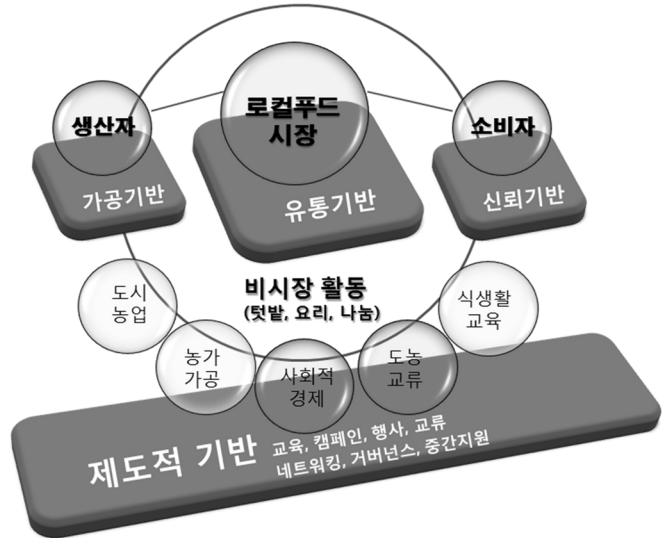 생산자
로컬푸드
시장
소비자
가공기반
유통기반
신뢰기반
비시장 활동
(텃밭, 요리, 나눔)
도시
농업
식생활
교육
농가
가공
사회적
경제
도농
교류
제도적 기반
교육, 캠페인, 행사, 교류
네트워킹, 거버넌스, 중간지원